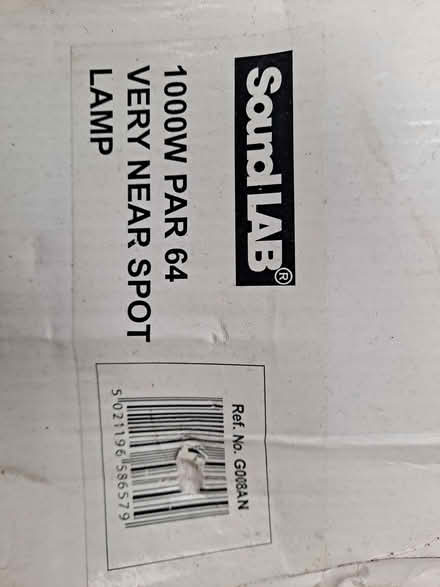 SoundLAB®
1000W PAR 64
VERY NEAR SPOT
LAMP
Ref. No. G008AN
5 021196 586579